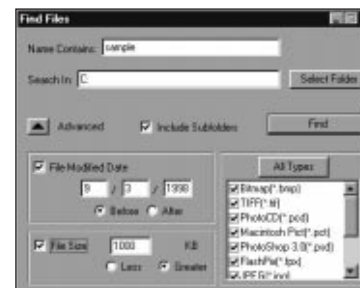 Find Files
Name Contains: sample
Search In: C:
Select Folder
Advanced
Include Subfolders
Find
File Modified Date
9 / 3 / 1998
Before
After
File Size
1000 KB
Less
Greater
All Types
Bitmap(*.bmp)
TIFF(*.tif)
PhotoCD(*.pcd)
Macintosh Pict(*.pct)
PhotoShop 3.0(*.psd)
FlashPix(*.fpx)
JPEG(*.jpg)